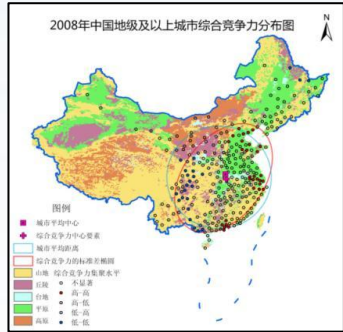 2008年中国地级及以上城市综合竞争力分布图
N
图例
城市平均中心
综合竞争力中心要素
城市平均距离
综合竞争力的标准差椭圆
山地 综合竞争力集聚水平
丘陵 不显著
台地 高-高
平原 高-低
高原 低-高
低-低